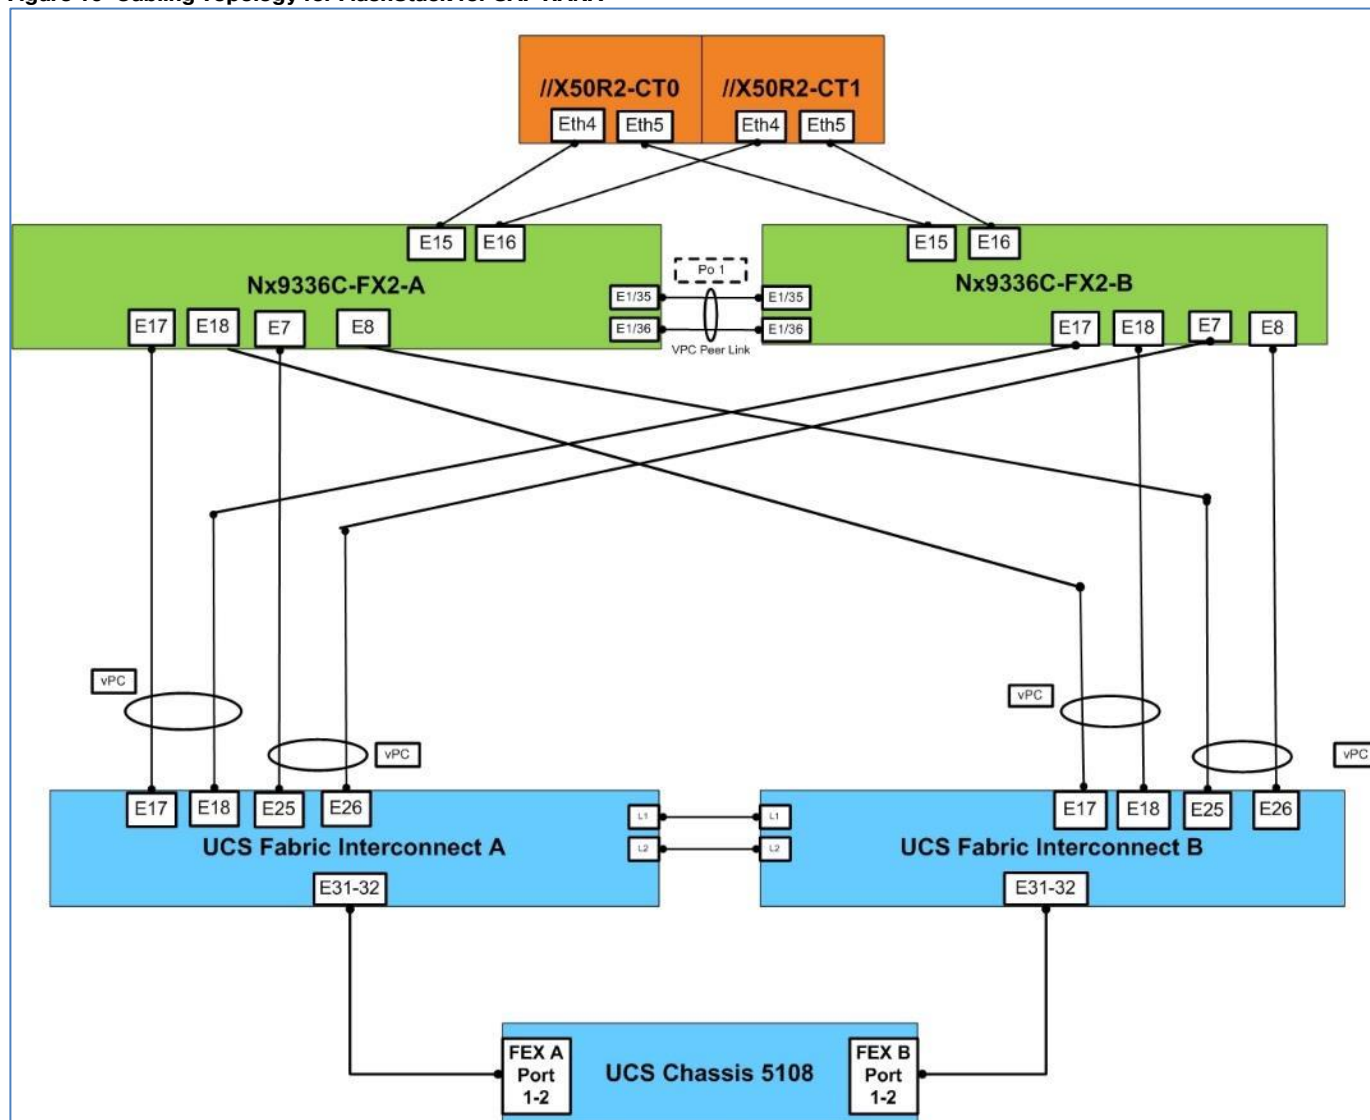 //X50R2-CT0
//X50R2-CT1
Eth4
Eth5
Eth4
Eth5
E15
E16
E15
E16
Po 1
Nx9336C-FX2-A
Nx9336C-FX2-B
E1/35
E1/35
E1/36
E1/36
VPC Peer Link
E17
E18
E7
E8
E17
E18
E7
E8
vPC
vPC
vPC
vPC
E17
E18
E25
E26
E17
E18
E25
E26
L1
L1
L2
L2
UCS Fabric Interconnect A
UCS Fabric Interconnect B
E31-32
E31-32
FEX A
Port
1-2
UCS Chassis 5108
FEX B
Port
1-2